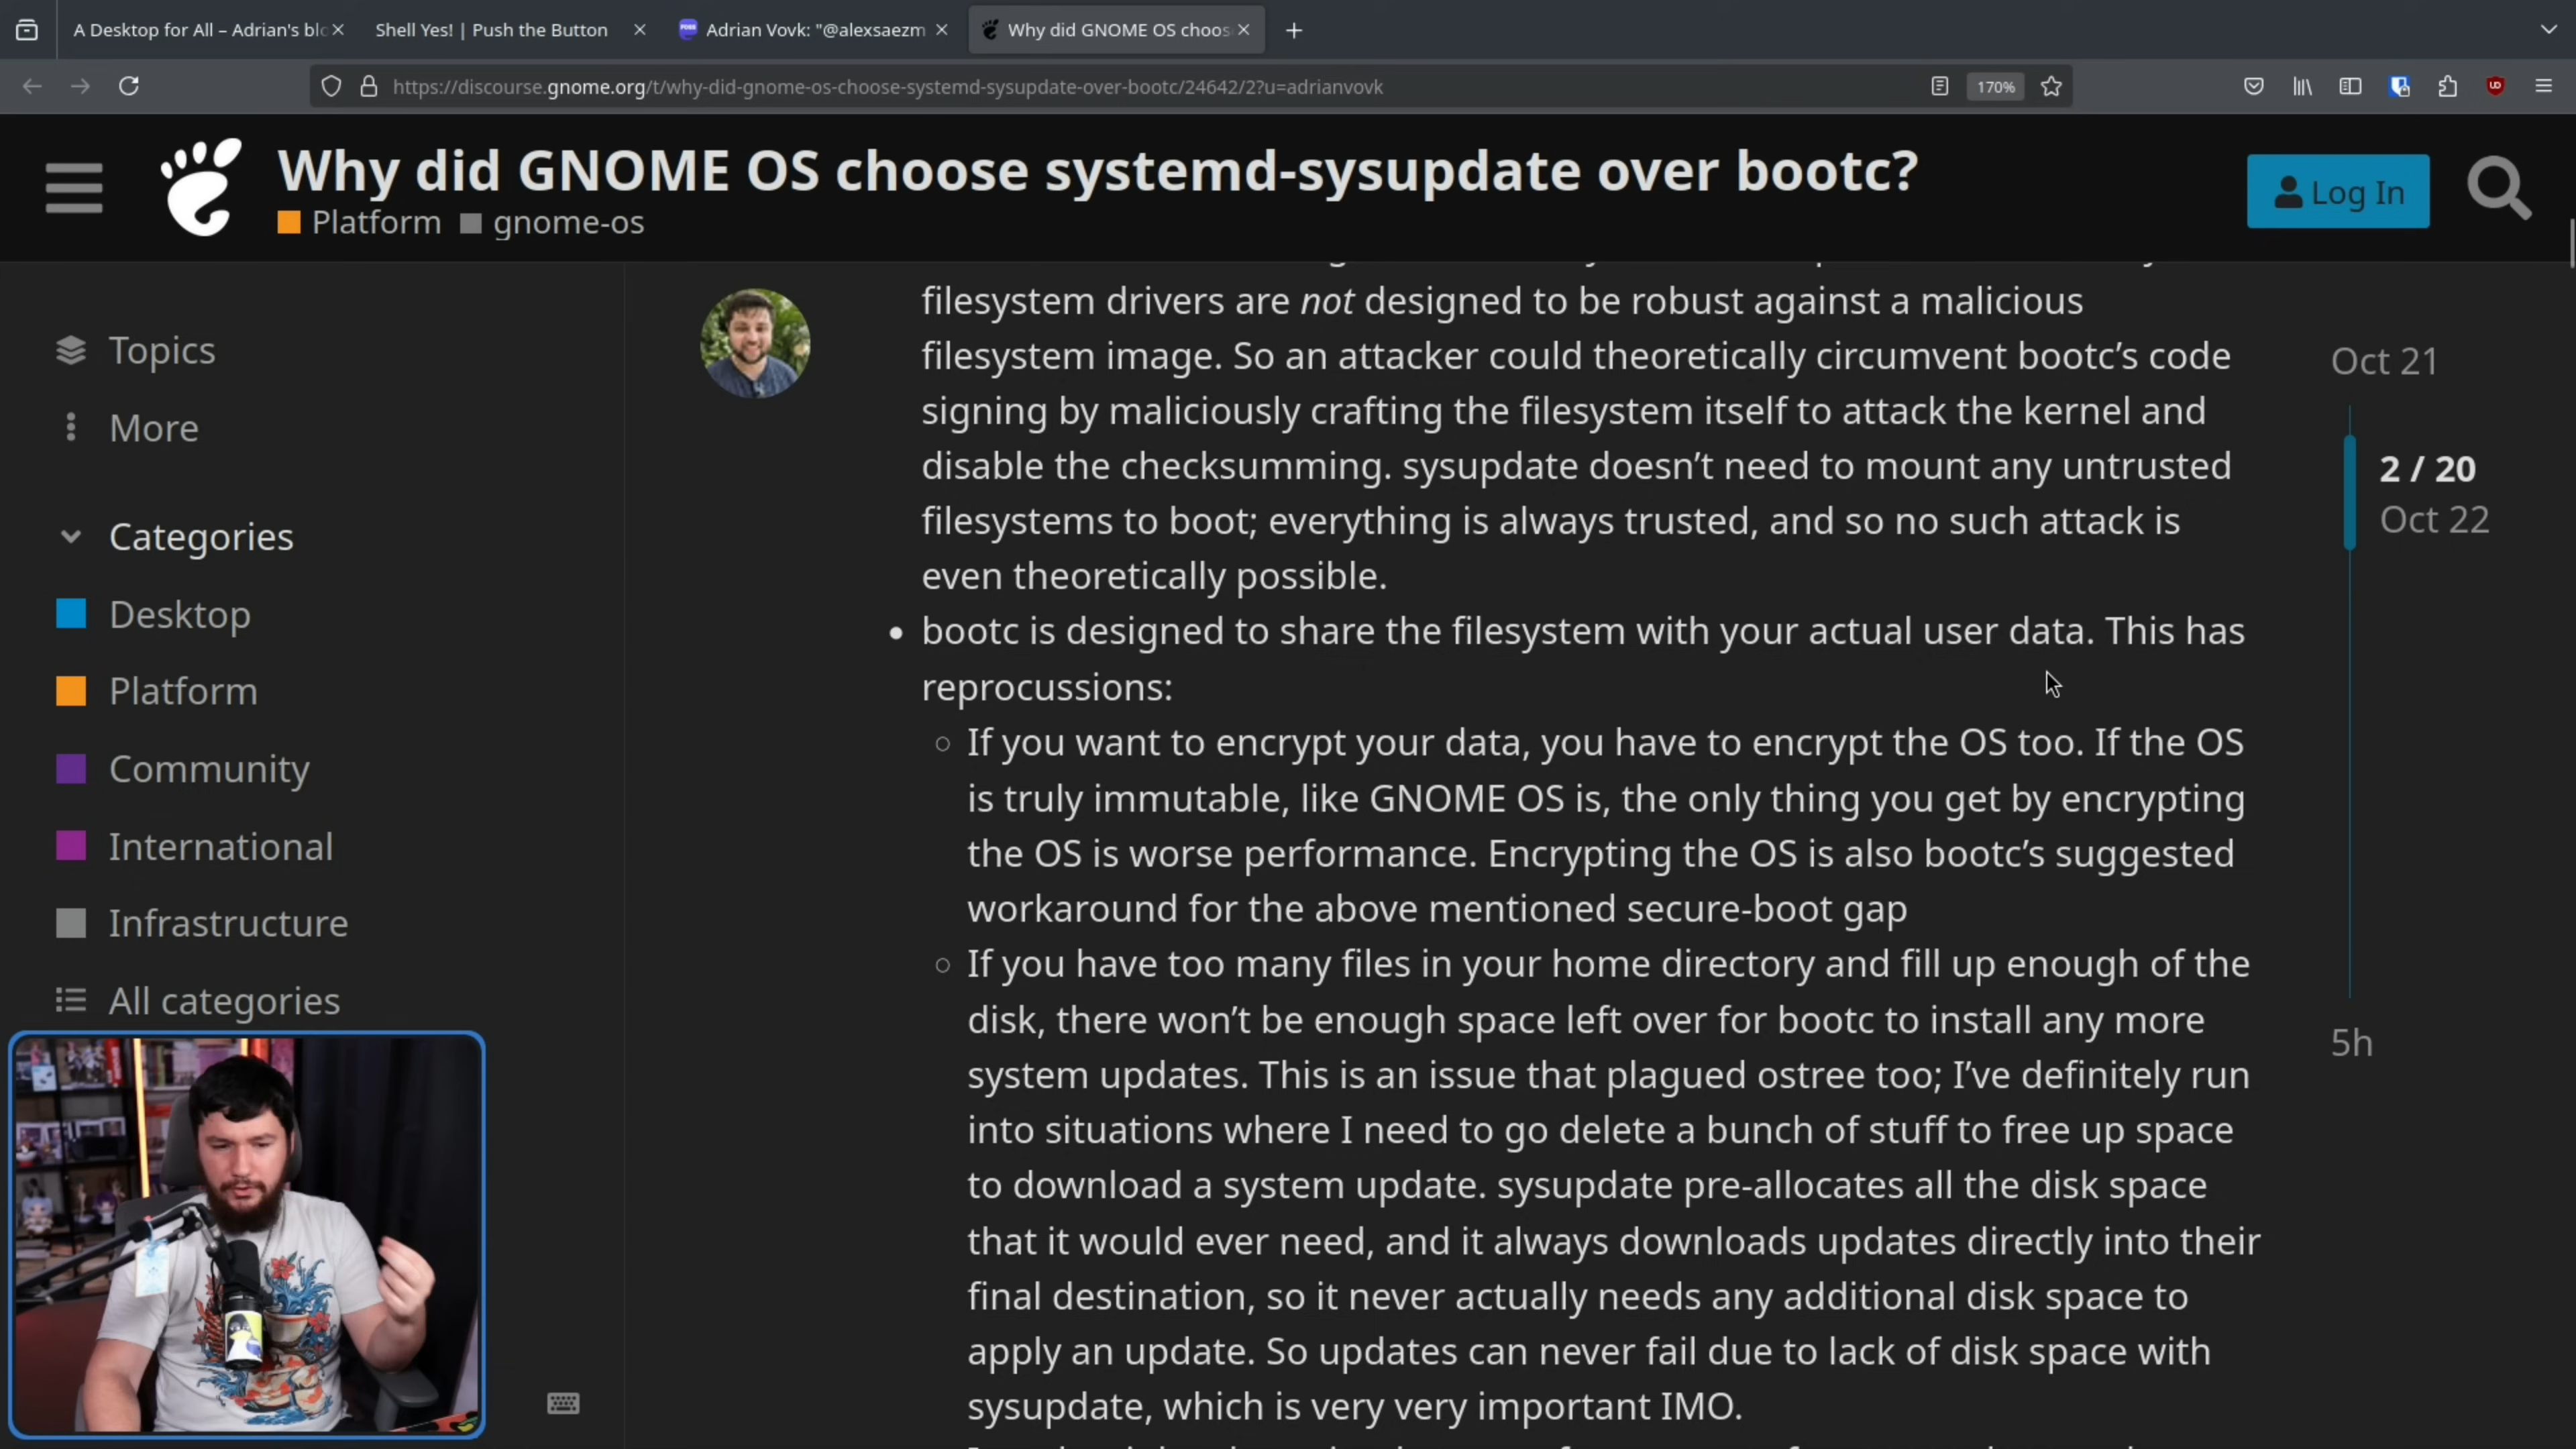 A Desktop for All – Adrian's blo
Shell Yes! | Push the Button
Adrian Vovk: "@alexsaezm
Why did GNOME OS choos
https://discourse.gnome.org/t/why-did-gnome-os-choose-systemd-sysupdate-over-bootc/24642/2?u=adrianvovk
170%
Why did GNOME OS choose systemd-sysupdate over bootc?
Platform gnome-os
Log In
Topics
More
Categories
Desktop
Platform
Community
International
Infrastructure
All categories
filesystem drivers are not designed to be robust against a malicious
filesystem image. So an attacker could theoretically circumvent bootc’s code
signing by maliciously crafting the filesystem itself to attack the kernel and
disable the checksumming. sysupdate doesn’t need to mount any untrusted
filesystems to boot; everything is always trusted, and so no such attack is
even theoretically possible.
bootc is designed to share the filesystem with your actual user data. This has
reprocussions:
If you want to encrypt your data, you have to encrypt the OS too. If the OS
is truly immutable, like GNOME OS is, the only thing you get by encrypting
the OS is worse performance. Encrypting the OS is also bootc’s suggested
workaround for the above mentioned secure-boot gap
If you have too many files in your home directory and fill up enough of the
disk, there won’t be enough space left over for bootc to install any more
system updates. This is an issue that plagued ostree too; I’ve definitely run
into situations where I need to go delete a bunch of stuff to free up space
to download a system update. sysupdate pre-allocates all the disk space
that it would ever need, and it always downloads updates directly into their
final destination, so it never actually needs any additional disk space to
apply an update. So updates can never fail due to lack of disk space with
sysupdate, which is very very important IMO.
Oct 21
2 / 20
Oct 22
5h